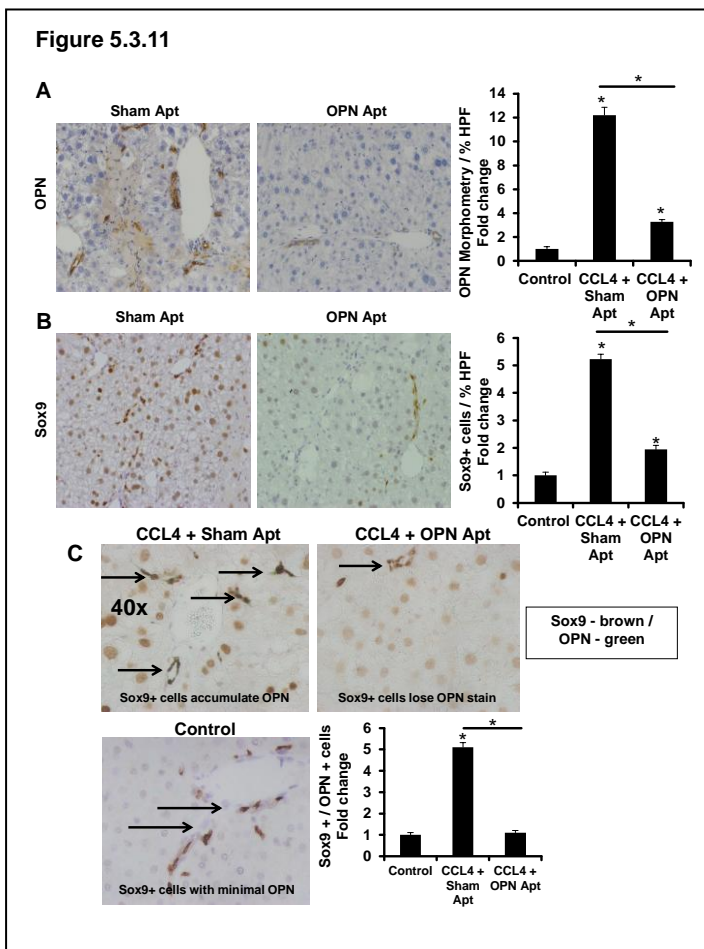 Figure 5.3.11
A
Sham Apt
OPN Apt
OPN
OPN Morphometry / % HPF
Fold change
14
12
10
8
6
4
2
0
*
*
*
Control
CCL4 +
Sham
Apt
CCL4 +
OPN
Apt
B
Sham Apt
OPN Apt
Sox9
Sox9+ cells / % HPF
Fold change
6
5
4
3
2
1
0
*
*
*
Control
CCL4 +
Sham
Apt
CCL4 +
OPN
Apt
C
CCL4 + Sham Apt
CCL4 + OPN Apt
40x
Sox9+ cells accumulate OPN
Sox9+ cells lose OPN stain
Sox9 - brown /
OPN - green
Control
Sox9+ cells with minimal OPN
Sox9 + / OPN + cells
Fold change
6
5
4
3
2
1
0
*
*
Control
CCL4 +
Sham
Apt
CCL4 +
OPN Apt